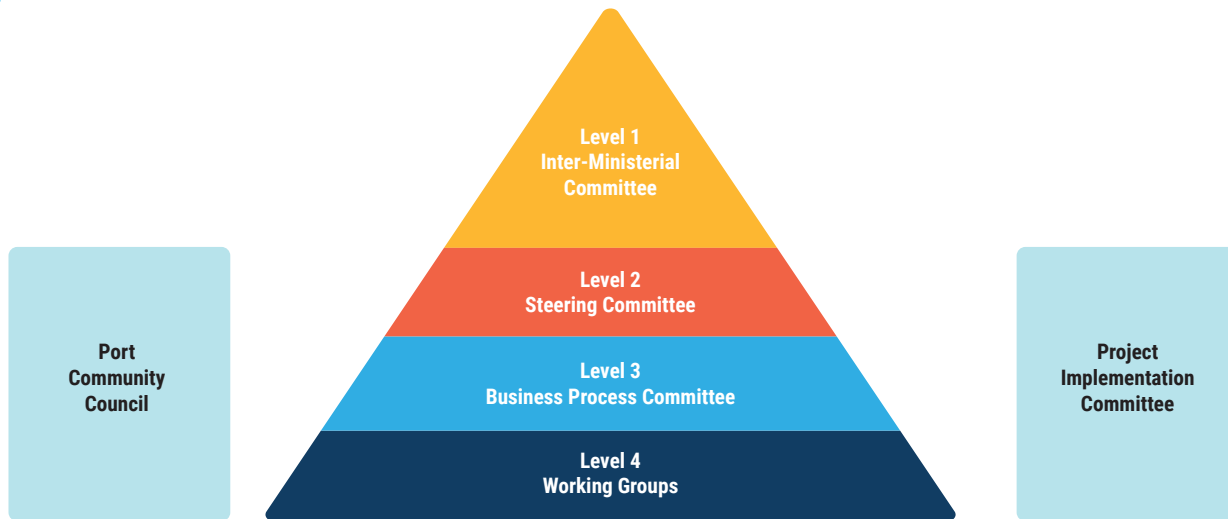 Level 1
Inter-Ministerial
Committee
Level 2
Steering Committee
Level 3
Business Process Committee
Level 4
Working Groups
Port
Community
Council
Project
Implementation
Committee